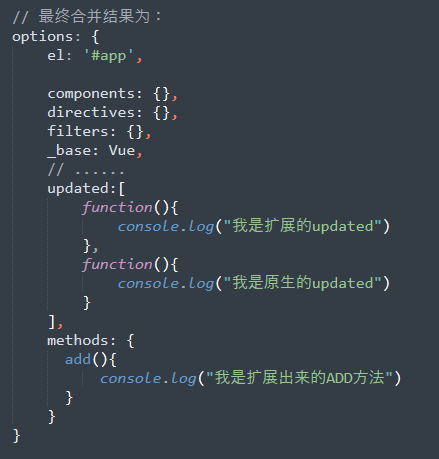 // 最终合并结果为：
options: {
    el: '#app',

    components: {},
    directives: {},
    filters: {},
    _base: Vue,
    // ......
    updated:[
        function(){
            console.log("我是扩展的updated")
        },
        function(){
            console.log("我是原生的updated")
        }
    ],
    methods: {
      add(){
          console.log("我是扩展出来的ADD方法")
      }
    }
}